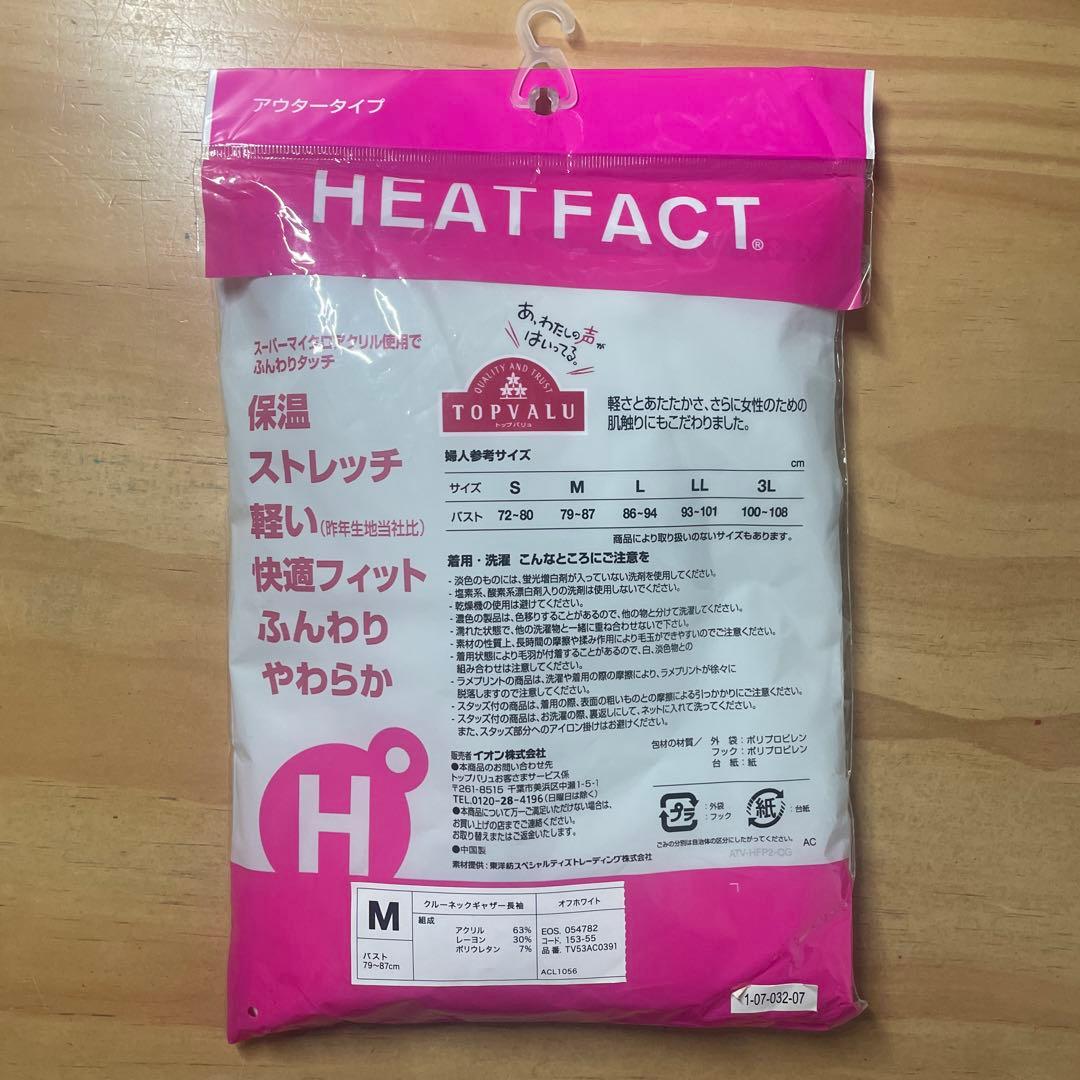 アウタータイプ
HEATFACT®
あ、わたしの声が
はいってる。
スーパーマイクロアクリル使用で
ふんわりタッチ
保温
ストレッチ
軽い(昨年生地当社比)
快適フィット
ふんわり
やわらか
QUALITY AND TRUST
TOPVALU
トップバリュ
軽さとあたたかさ、さらに女性のための
肌触りにもこだわりました。
婦人参考サイズ
cm
サイズ S M L LL 3L
バスト 72~80 79~87 86~94 93~101 100~108
商品により取り扱いのないサイズもあります。
着用・洗濯 こんなところにご注意を
- 淡色のものには、蛍光増白剤が入っていない洗剤を使用してください。
- 塩素系、酸素系漂白剤入りの洗剤は使用しないでください。
- 乾燥機の使用は避けてください。
- 濃色の製品は、色移りすることがあるので、他の物と分けて洗濯してください。
- 濡れた状態で、他の洗濯物と一緒に重ね合わせないで下さい。
- 素材の性質上、長時間の摩擦や揉み作用により毛玉ができやすいのでご注意ください。
- 着用状態により毛羽が付着することがあるので、白、淡色物との
組み合わせは注意してください。
- ラメプリントの商品は、洗濯や着用の際の摩擦により、ラメプリントが徐々に
脱落しますので注意してください。
- スタッズ付の商品は、着用の際、表面の粗いものとの摩擦による引っかかりにご注意ください。
- スタッズ付の商品は、お洗濯の際、裏返しにして、ネットに入れて洗ってください。
また、スタッズ部分へのアイロン掛けはお避けください。
販売者 イオン株式会社
●本商品のお問い合わせ先
トップバリュお客さまサービス係
〒261-8515 千葉市美浜区中瀬1-5-1
TEL.0120-28-4196(日曜日は除く)
●本商品について万一ご満足いただけない場合は、
お買い上げの店までご連絡ください。
お取り替えまたはご返金いたします。
●中国製
素材提供:東洋紡スペシャルティズトレーディング株式会社
包材の材質/ 外 袋:ポリプロピレン
フック:ポリプロピレン
台 紙:紙
プラ :外袋
:フック
紙 :台紙
ごみの分別は自治体の区分にしたがってください。
AC
ATV-HFP2-CG
H
M
バスト
79~87cm
クルーネックギャザー長袖
組成
アクリル 63%
レーヨン 30%
ポリウレタン 7%
オフホワイト
EOS. 054782
コード. 153-55
品 番. TV53AC0391
ACL1056
1-07-032-07